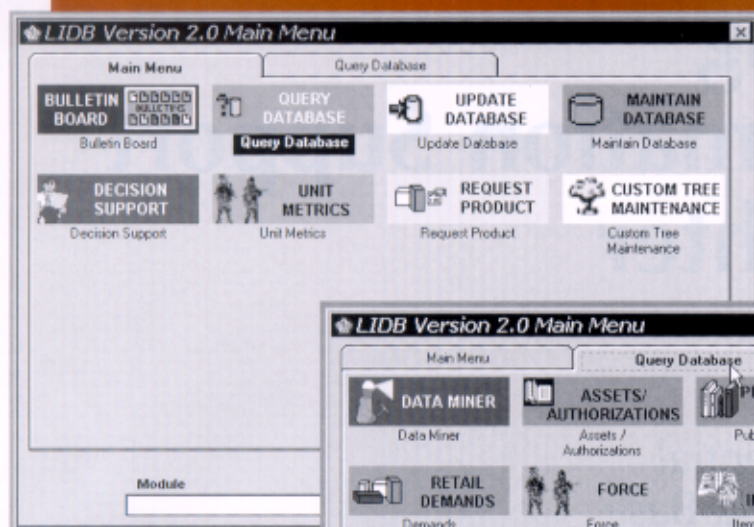 LIDB Version 2.0 Main Menu
Main Menu
Query Database
BULLETIN BOARD
BULLETINS
Bulletin Board
QUERY DATABASE
Query Database
UPDATE DATABASE
Update Database
MAINTAIN DATABASE
Maintain Database
DECISION SUPPORT
Decision Support
UNIT METRICS
Unit Metrics
REQUEST PRODUCT
Request Product
CUSTOM TREE MAINTENANCE
Custom Tree
Maintenance
Module
LIDB Version 2.0 Main Menu
Main Menu
Query Database
DATA MINER
Data Miner
ASSETS/
AUTHORIZATIONS
Assets /
Authorizations
Pub
RETAIL
DEMANDS
Demands
FORCE
Force